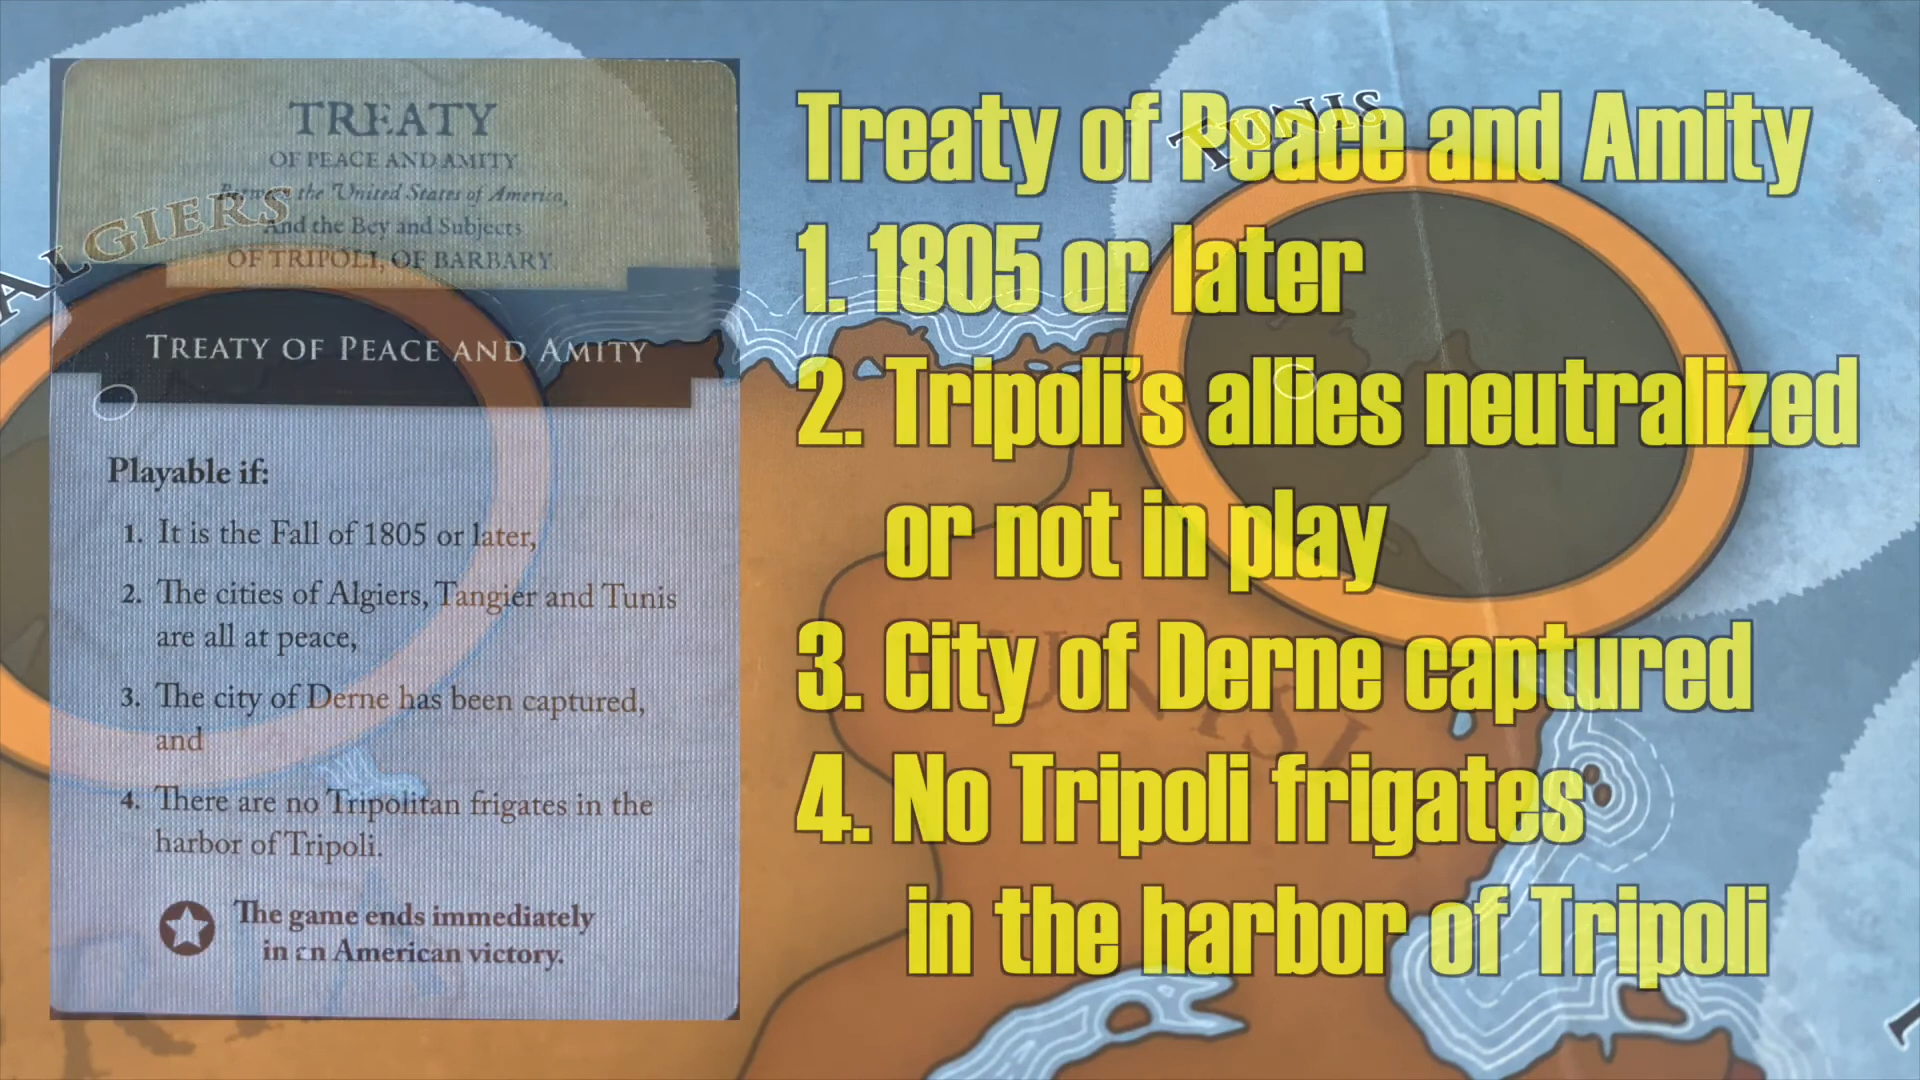 TREATY
OF PEACE AND AMITY
Between the United States of America,
And the Bey and Subjects
OF TRIPOLI, OF BARBARY.
TREATY OF PEACE AND AMITY
Playable if:
1. It is the Fall of 1805 or later,
2. The cities of Algiers, Tangier and Tunis
are all at peace,
3. The city of Derne has been captured,
and
4. There are no Tripolitan frigates in the
harbor of Tripoli.
The game ends immediately
in an American victory.
ALGIERS
TUNIS
Treaty of Peace and Amity
1. 1805 or later
2. Tripoli's allies neutralized
or not in play
3. City of Derne captured
4. No Tripoli frigates
in the harbor of Tripoli